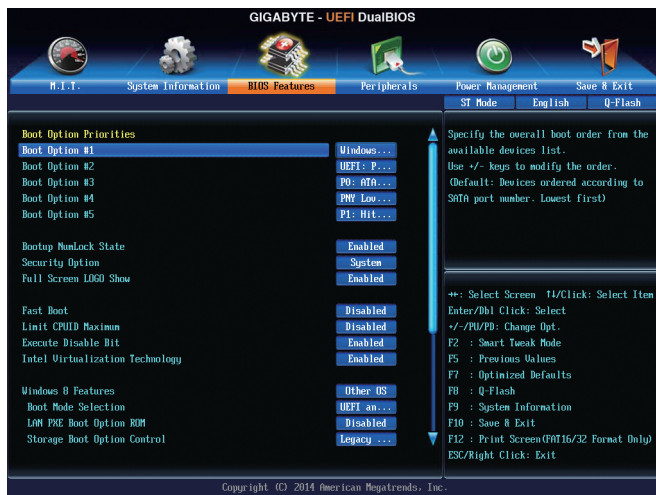 GIGABYTE - UEFI DualBIOS
M.I.T. System Information BIOS Features Peripherals Power Management Save & Exit
ST Mode English Q-Flash
Boot Option Priorities
Boot Option #1 Windows...
Boot Option #2 UEFI: P...
Boot Option #3 P0: ATA...
Boot Option #4 PNY Lov...
Boot Option #5 P1: Hit...
Bootup NumLock State Enabled
Security Option System
Full Screen LOGO Show Enabled
Fast Boot Disabled
Limit CPUID Maximum Disabled
Execute Disable Bit Enabled
Intel Virtualization Technology Enabled
Windows 8 Features Other OS
Boot Mode Selection UEFI an...
LAN PXE Boot Option ROM Disabled
Storage Boot Option Control Legacy ...
Specify the overall boot order from the
available devices list.
Use +/- keys to modify the order.
(Default: Devices ordered according to
SATA port number. Lowest first)
→←: Select Screen ↑↓/Click: Select Item
Enter/Dbl Click: Select
+/-/PU/PD: Change Opt.
F2 : Smart Tweak Mode
F5 : Previous Values
F7 : Optimized Defaults
F8 : Q-Flash
F9 : System Information
F10 : Save & Exit
F12 : Print Screen(FAT16/32 Format Only)
ESC/Right Click: Exit
Copyright (C) 2014 American Megatrends, Inc.